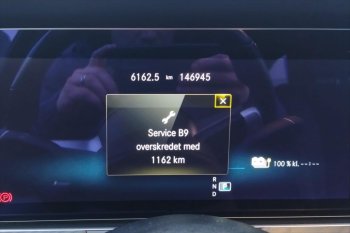 6162.5 km 146945
Service B9
overskredet med
1162 km
100 % kl. --:--
R
N P
D